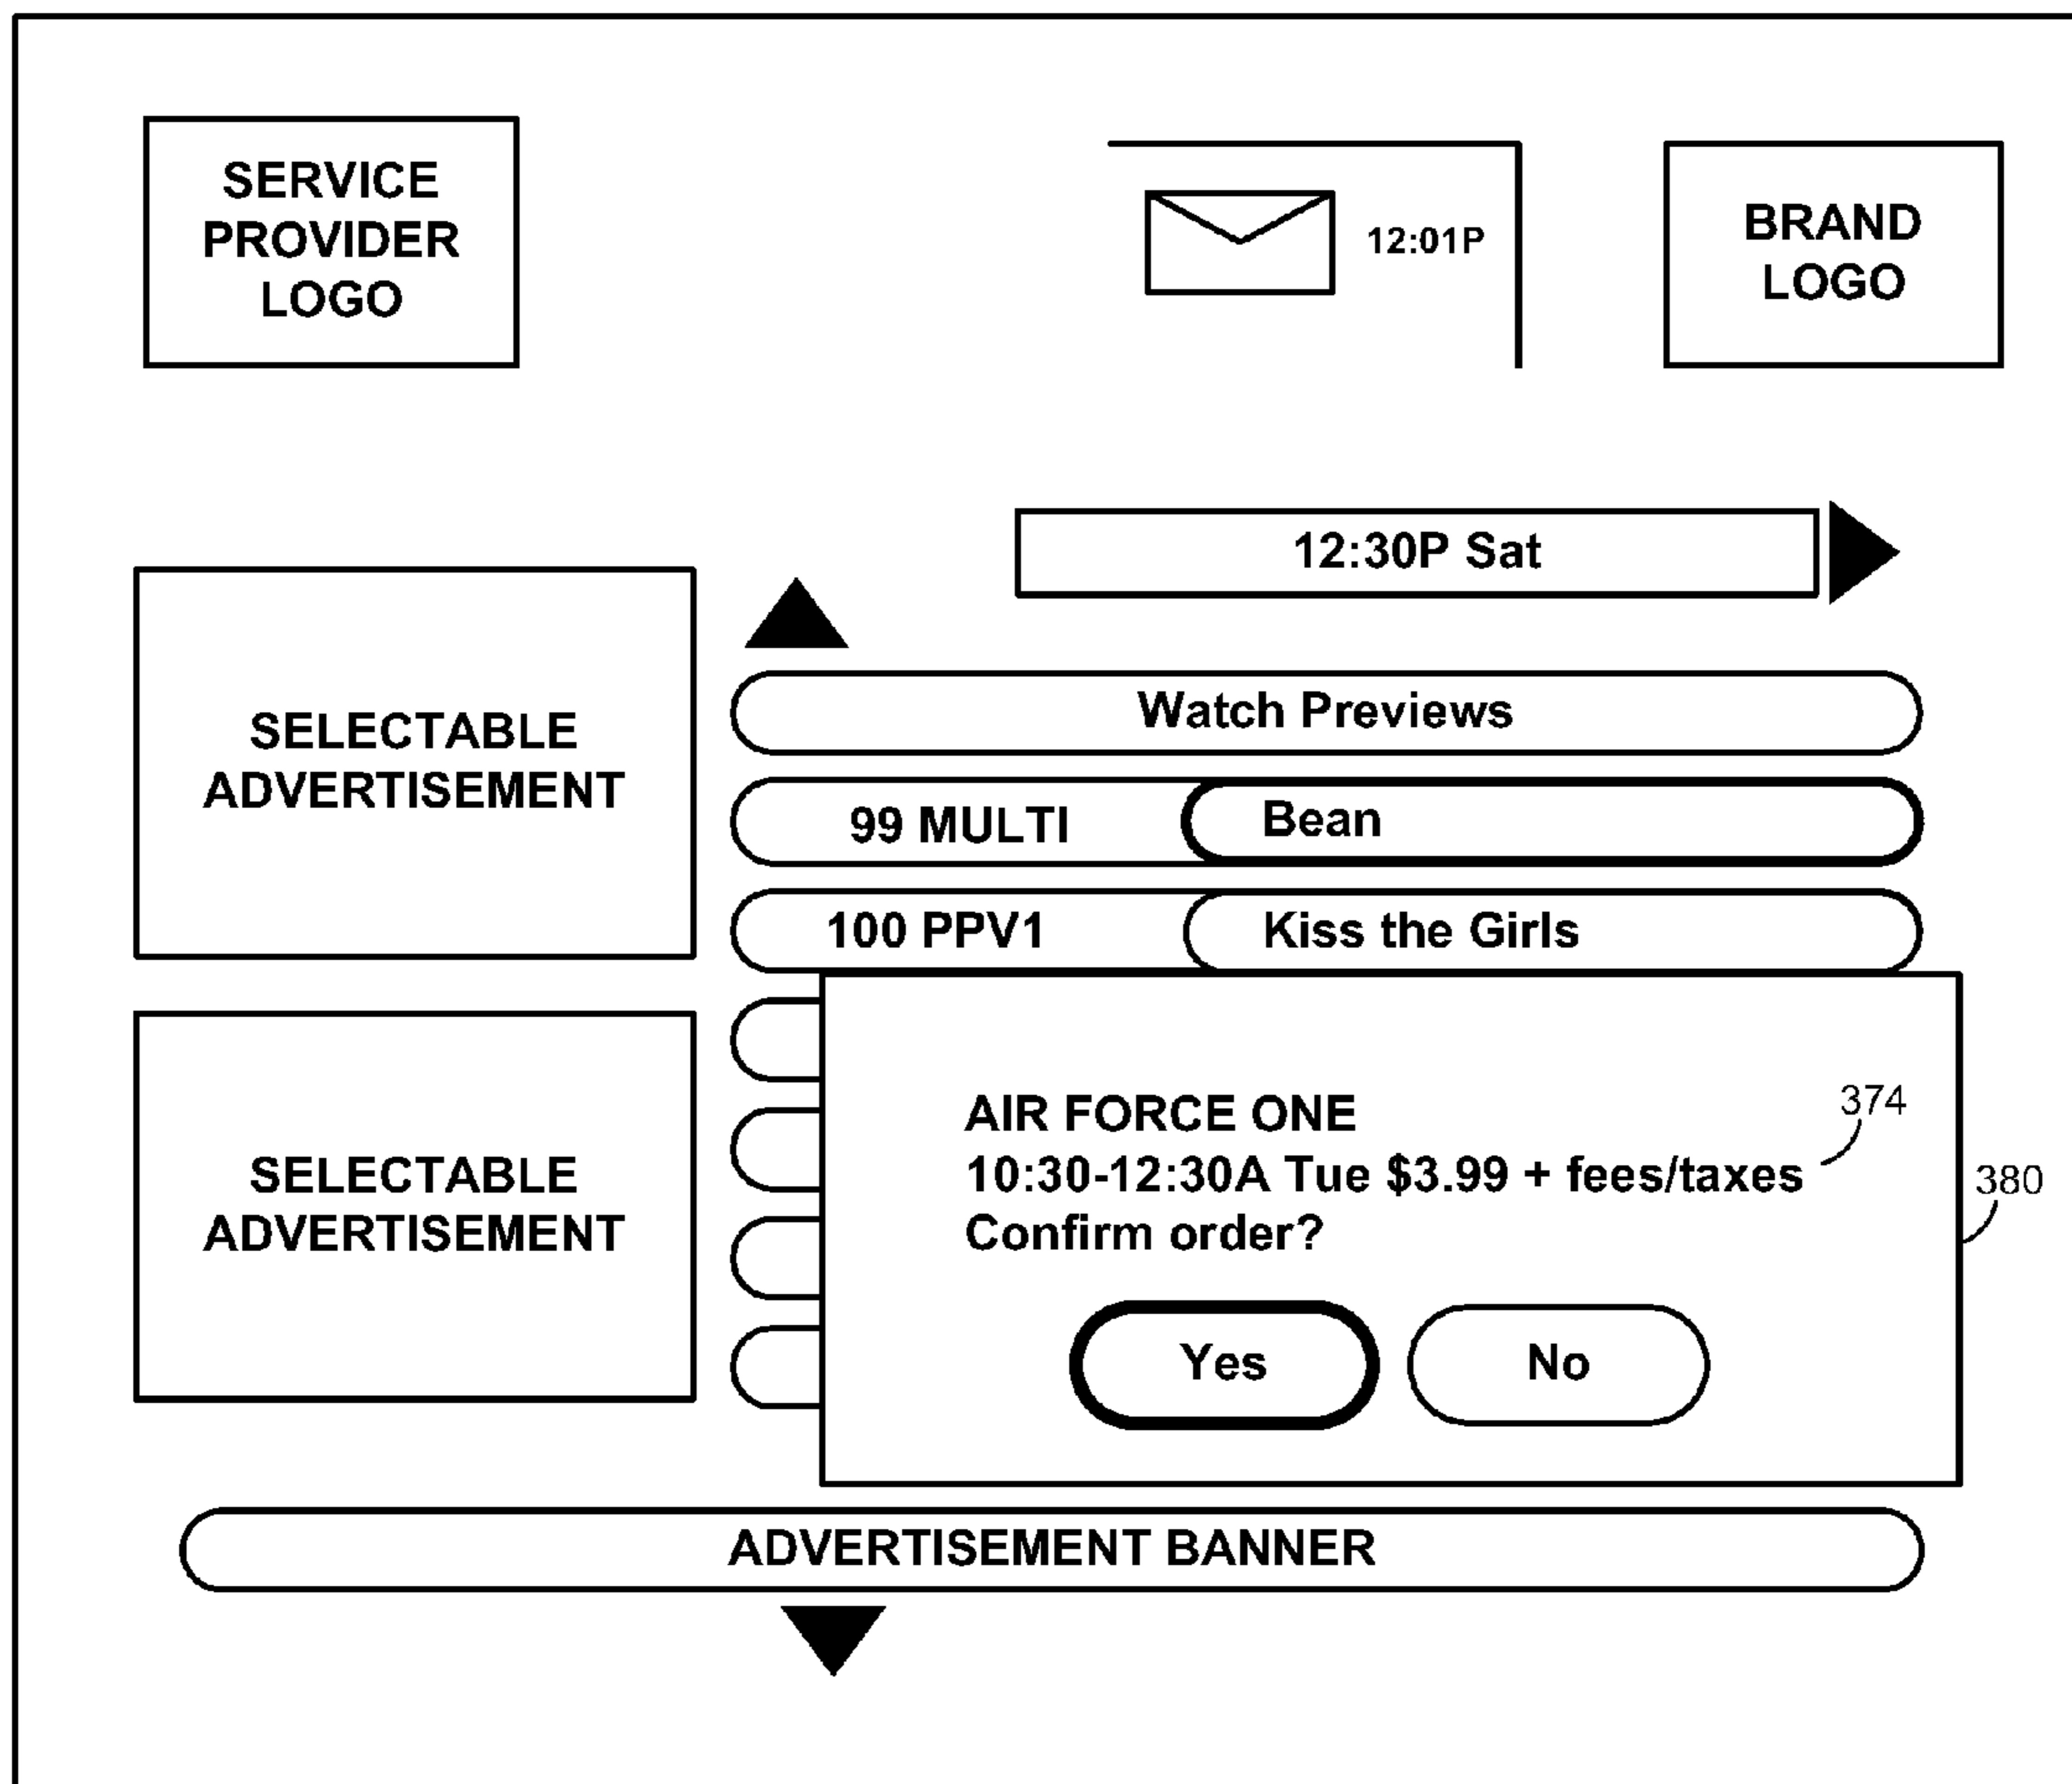 SERVICE
PROVIDER
LOGO
12:01P
BRAND
LOGO
12:30P Sat
SELECTABLE
ADVERTISEMENT
Watch Previews
99 MULTI Bean
100 PPV1 Kiss the Girls
SELECTABLE
ADVERTISEMENT
AIR FORCE ONE
374
10:30-12:30A Tue $3.99 + fees/taxes
380
Confirm order?
Yes No
ADVERTISEMENT BANNER